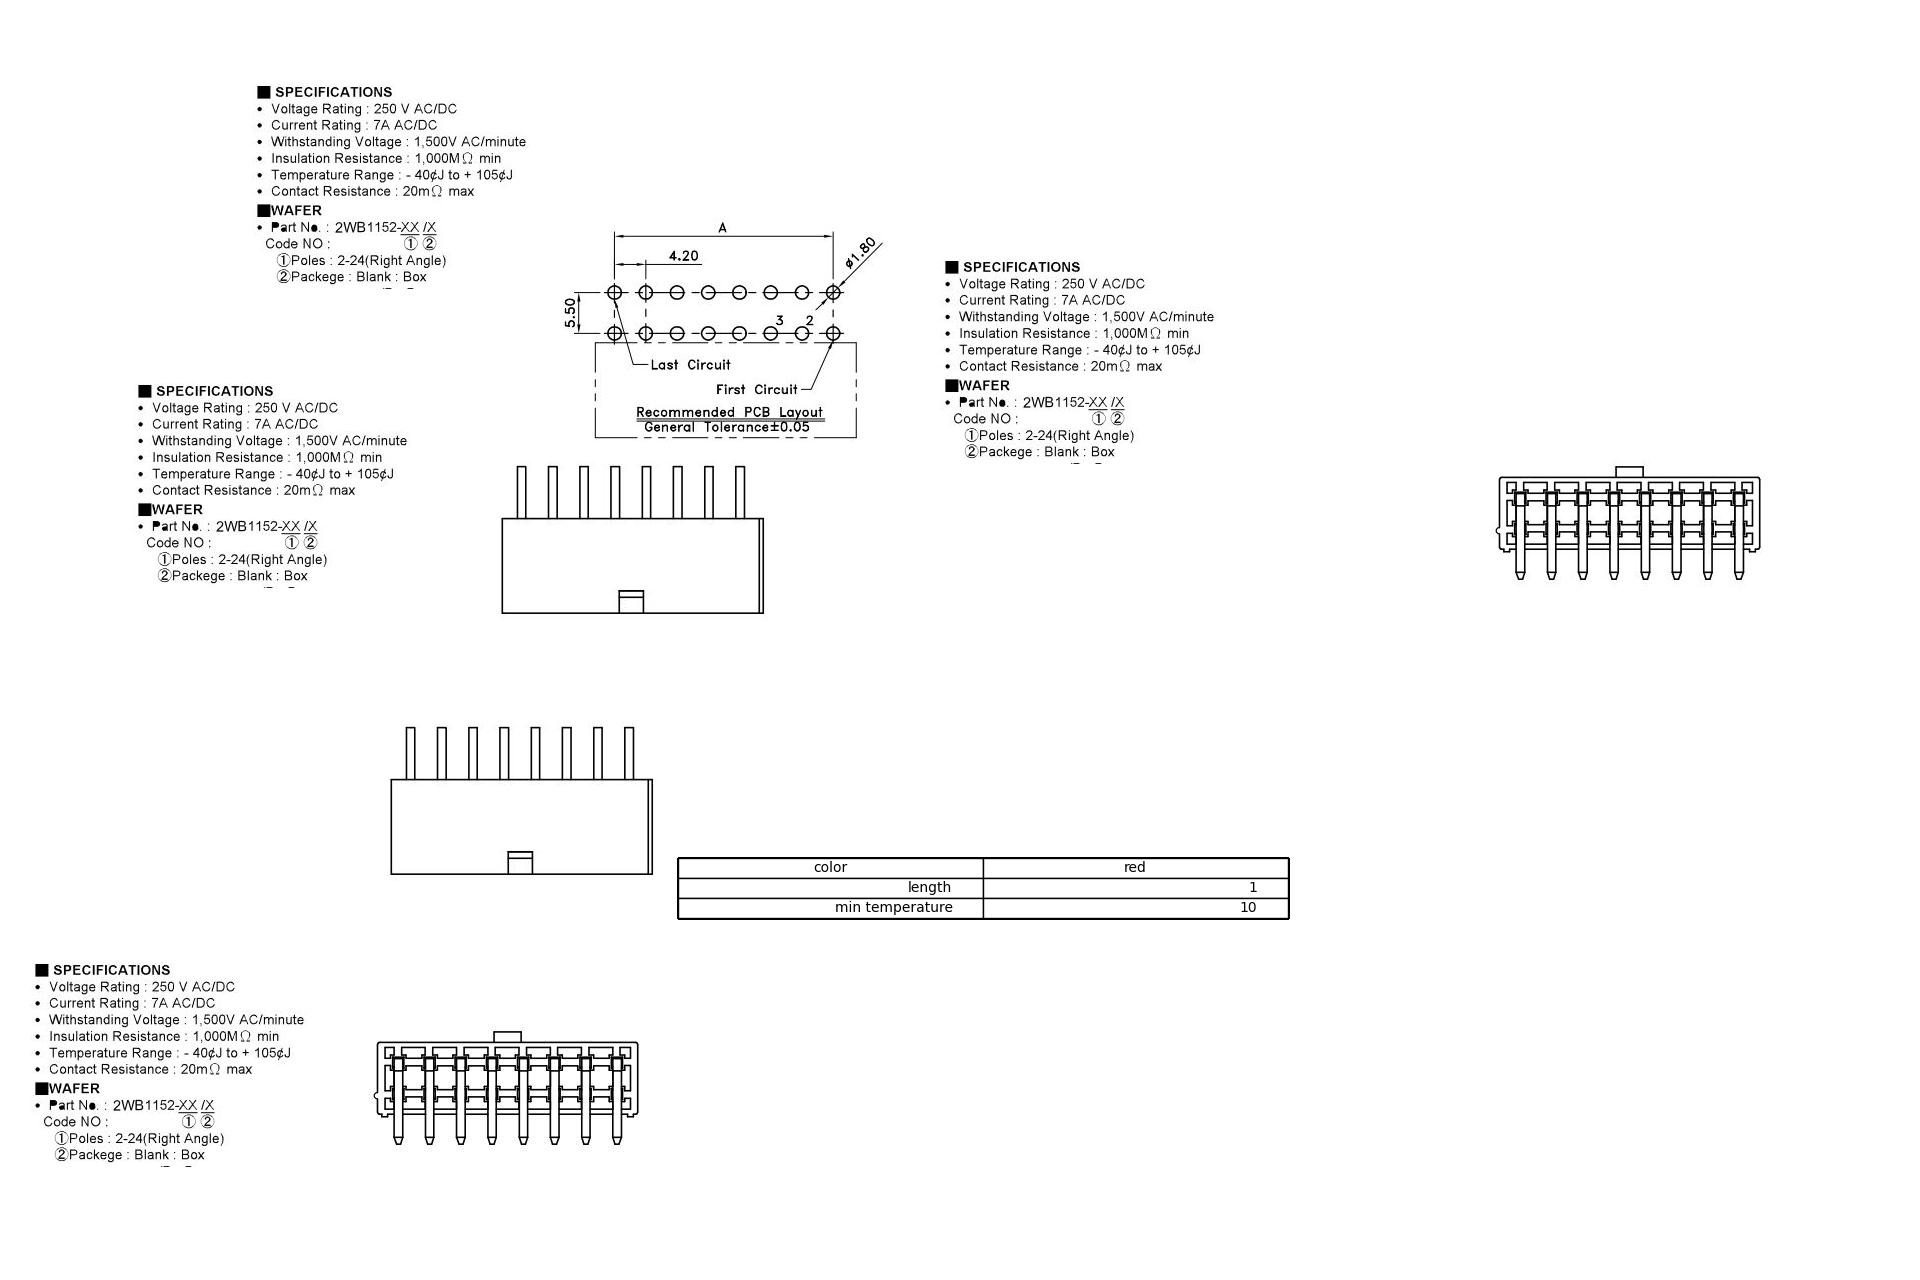 ■ SPECIFICATIONS
• Voltage Rating : 250 V AC/DC
• Current Rating : 7A AC/DC
• Withstanding Voltage : 1,500V AC/minute
• Insulation Resistance : 1,000MΩ min
• Temperature Range : - 40¢J to + 105¢J
• Contact Resistance : 20mΩ max
■WAFER
• Part No. : 2WB1152-XX /X
Code NO : ① ②
①Poles : 2-24(Right Angle)
②Packege : Blank : Box
A
4.20
ø1.80
5.50
3 2
Last Circuit
First Circuit
Recommended PCB Layout
General Tolerance±0.05
■ SPECIFICATIONS
• Voltage Rating : 250 V AC/DC
• Current Rating : 7A AC/DC
• Withstanding Voltage : 1,500V AC/minute
• Insulation Resistance : 1,000MΩ min
• Temperature Range : - 40¢J to + 105¢J
• Contact Resistance : 20mΩ max
■WAFER
• Part No. : 2WB1152-XX /X
Code NO : ① ②
①Poles : 2-24(Right Angle)
②Packege : Blank : Box
■ SPECIFICATIONS
• Voltage Rating : 250 V AC/DC
• Current Rating : 7A AC/DC
• Withstanding Voltage : 1,500V AC/minute
• Insulation Resistance : 1,000MΩ min
• Temperature Range : - 40¢J to + 105¢J
• Contact Resistance : 20mΩ max
■WAFER
• Part No. : 2WB1152-XX /X
Code NO : ① ②
①Poles : 2-24(Right Angle)
②Packege : Blank : Box
color red
length 1
min temperature 10
■ SPECIFICATIONS
• Voltage Rating : 250 V AC/DC
• Current Rating : 7A AC/DC
• Withstanding Voltage : 1,500V AC/minute
• Insulation Resistance : 1,000MΩ min
• Temperature Range : - 40¢J to + 105¢J
• Contact Resistance : 20mΩ max
■WAFER
• Part No. : 2WB1152-XX /X
Code NO : ① ②
①Poles : 2-24(Right Angle)
②Packege : Blank : Box